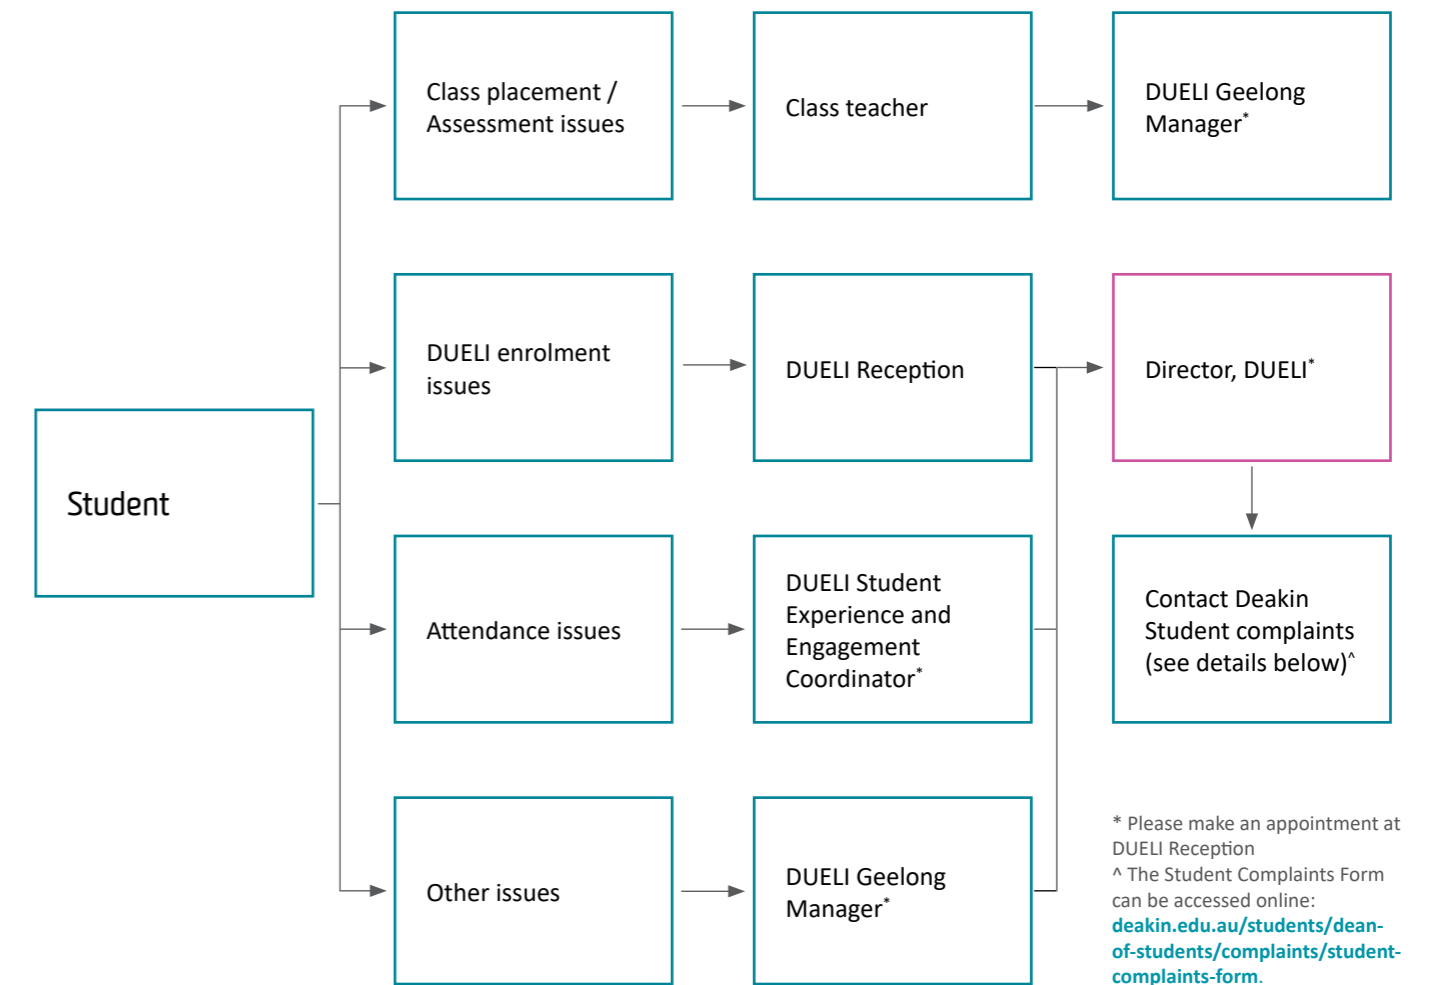 Class placement /
Assessment issues
Class teacher
DUELI Geelong
Manager*
DUELI enrolment
issues
DUELI Reception
Director, DUELI*
Student
Attendance issues
DUELI Student
Experience and
Engagement
Coordinator*
Contact Deakin
Student complaints
(see details below)^
Other issues
DUELI Geelong
Manager*
* Please make an appointment at
DUELI Reception
^ The Student Complaints Form
can be accessed online:
deakin.edu.au/students/dean-
of-students/complaints/student-
complaints-form.